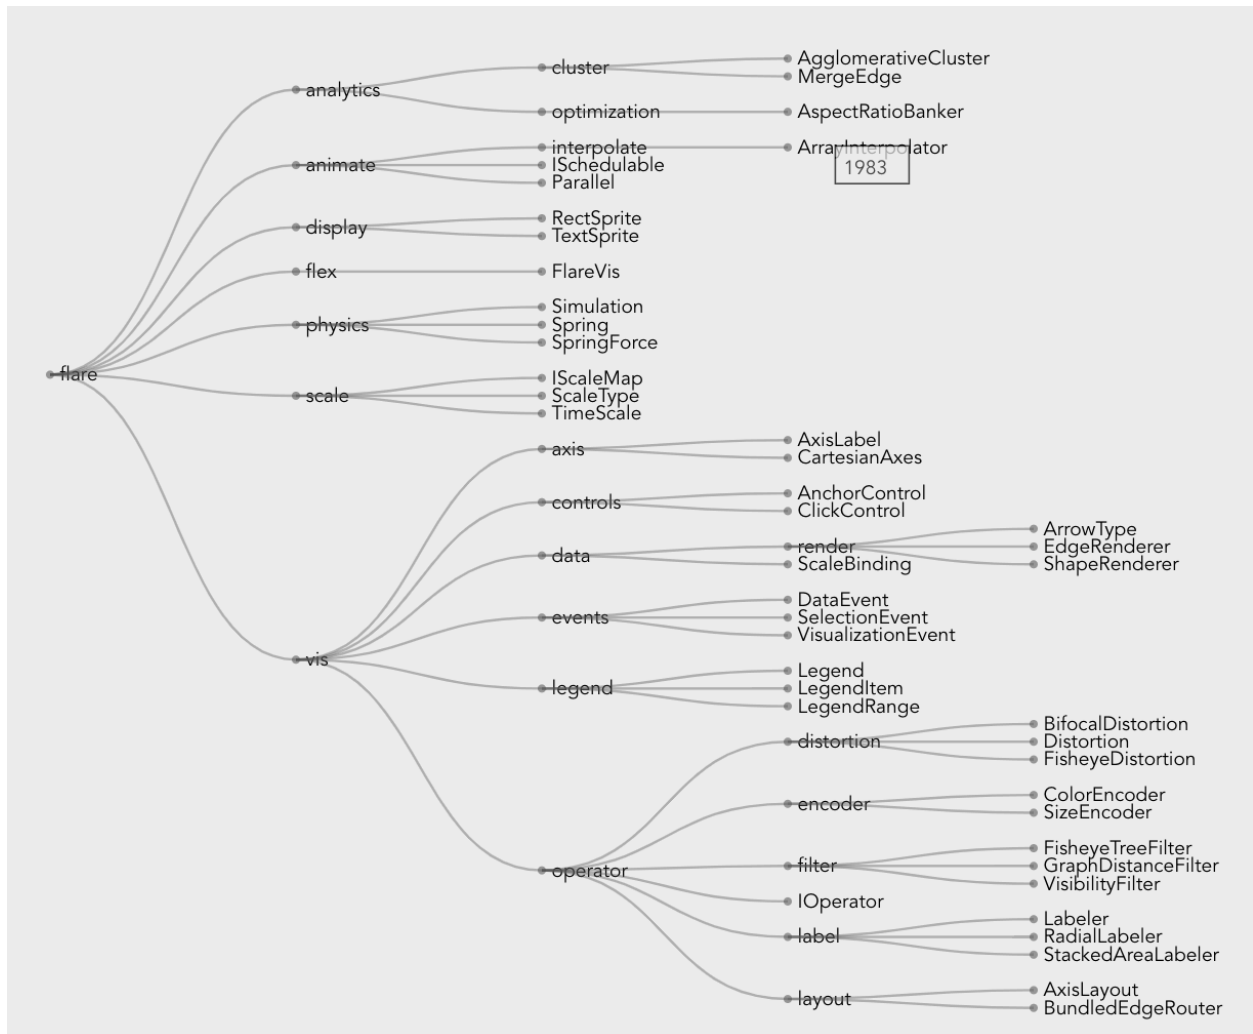 AgglomerativeCluster
cluster
MergeEdge
analytics
optimization
AspectRatioBanker
interpolate
ArrayInterpolator
animate
ISchedulable
1983
Parallel
RectSprite
display
TextSprite
flex
FlareVis
Simulation
physics
Spring
SpringForce
flare
IScaleMap
scale
ScaleType
TimeScale
AxisLabel
axis
CartesianAxes
AnchorControl
controls
ClickControl
ArrowType
render
EdgeRenderer
data
ScaleBinding
ShapeRenderer
DataEvent
events
SelectionEvent
VisualizationEvent
vis
Legend
legend
LegendItem
LegendRange
BifocalDistortion
distortion
Distortion
FisheyeDistortion
ColorEncoder
encoder
SizeEncoder
FisheyeTreeFilter
filter
GraphDistanceFilter
operator
VisibilityFilter
IOperator
Labeler
label
RadialLabeler
StackedAreaLabeler
AxisLayout
layout
BundledEdgeRouter